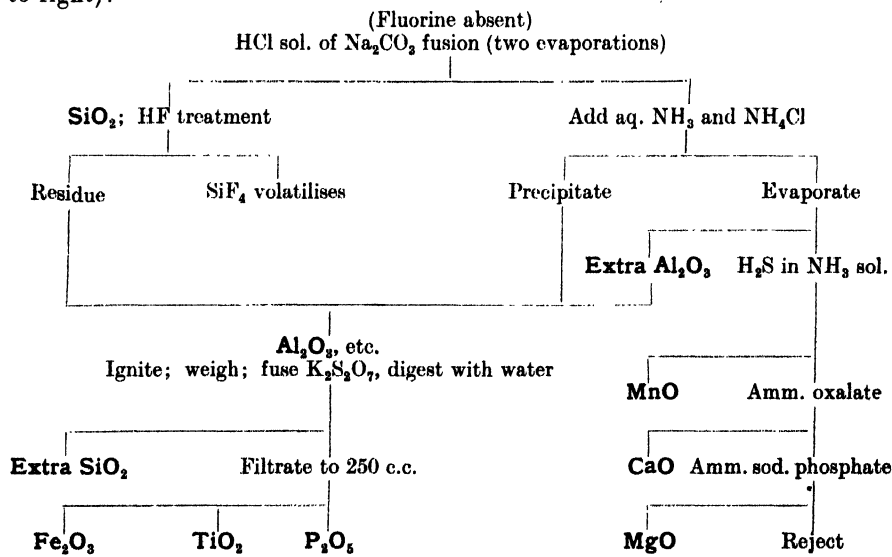 to right).
(Fluorine absent)
HCl sol. of Na₂CO₃ fusion (two evaporations)
SiO₂; HF treatment Add aq. NH₃ and NH₄Cl
Residue SiF₄ volatilises Precipitate Evaporate
Extra Al₂O₃ H₂S in NH₃ sol.
Al₂O₃, etc.
Ignite; weigh; fuse K₂S₂O₇, digest with water
MnO Amm. oxalate
Extra SiO₂ Filtrate to 250 c.c. CaO Amm. sod. phosphate
Fe₂O₃ TiO₂ P₂O₅ MgO Reject